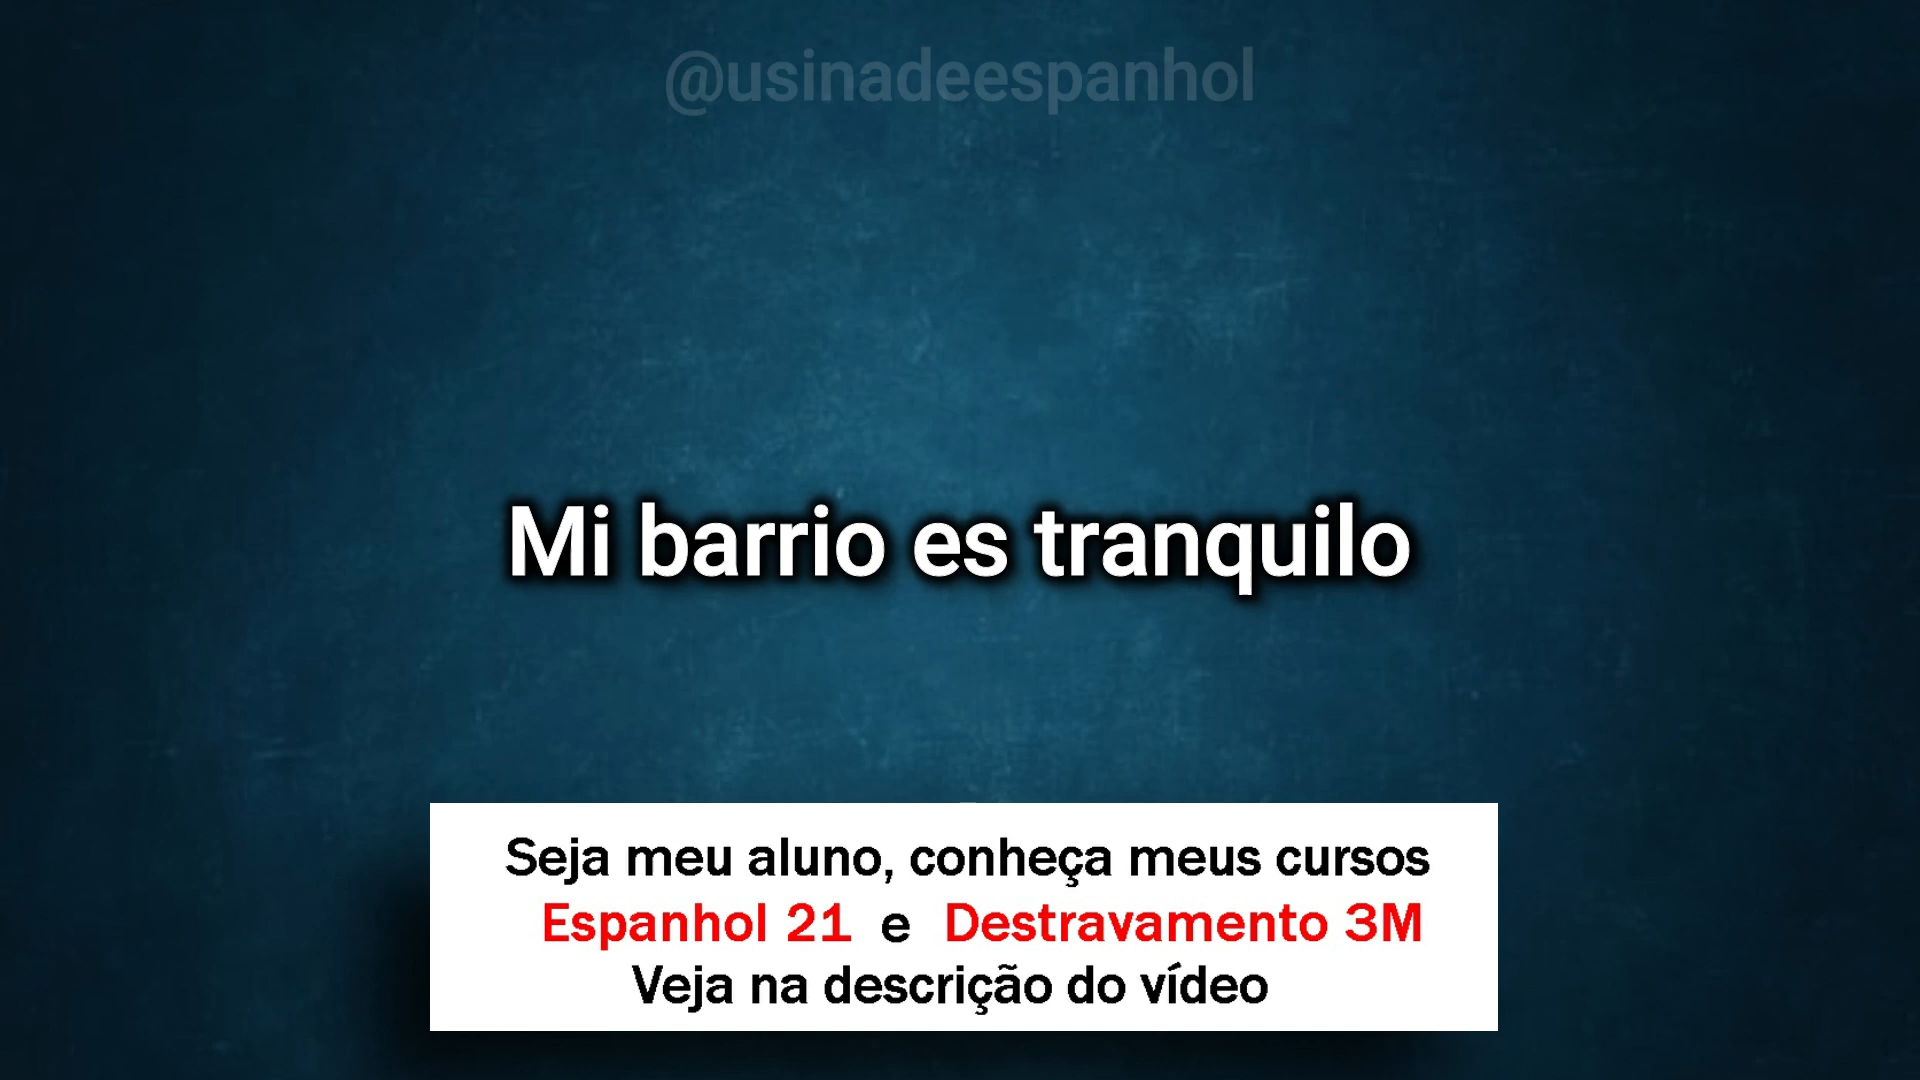 @usinadeespanhol
Mi barrio es tranquilo
Seja meu aluno, conheça meus cursos
Espanhol 21 e Destravamento 3M
Veja na descrição do vídeo